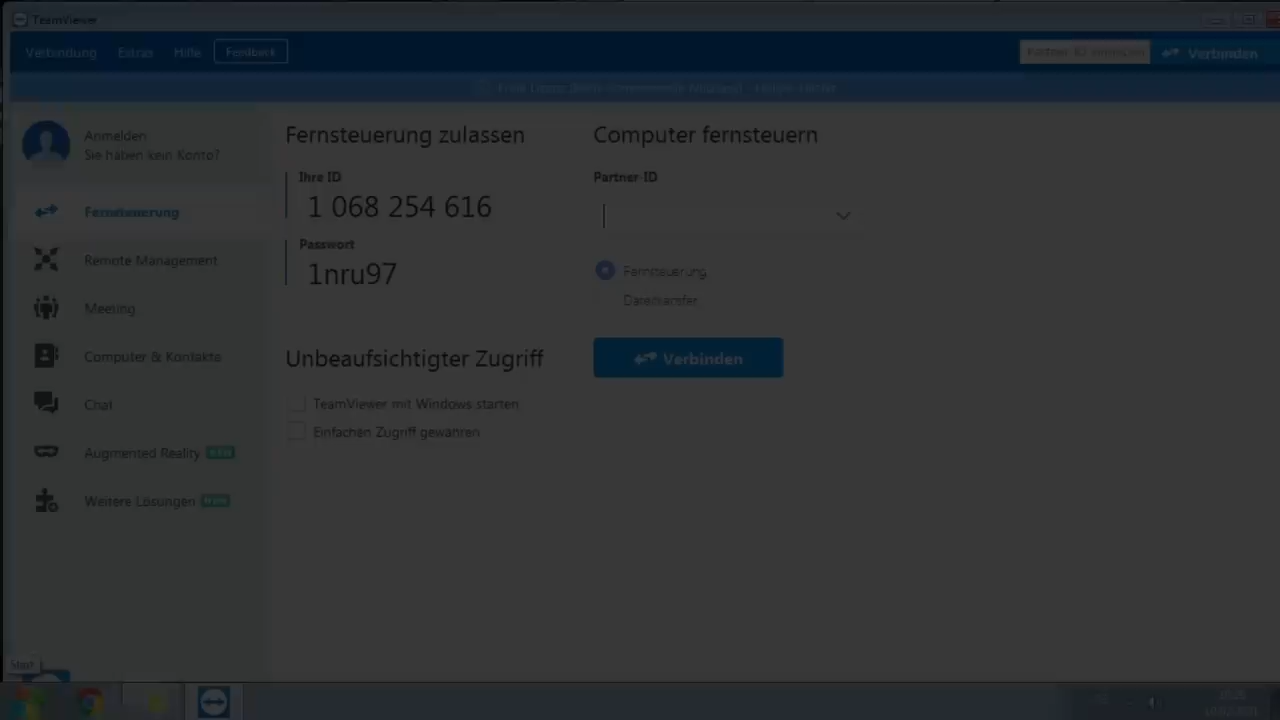 TeamViewer
Verbindung Extras Hilfe Feedback
Verbinden
Anmelden
Sie haben kein Konto?
Fernsteuerung
Remote Management
Meeting
Computer & Kontakte
Chat
Augmented Reality
Weitere Lösungen
Fernsteuerung zulassen
Ihre ID
1 068 254 616
Passwort
1nru97
Unbeaufsichtigter Zugriff
TeamViewer mit Windows starten
Einfachen Zugriff gewähren
Computer fernsteuern
Partner-ID
Fernsteuerung
Dateitransfer
Verbinden
Start